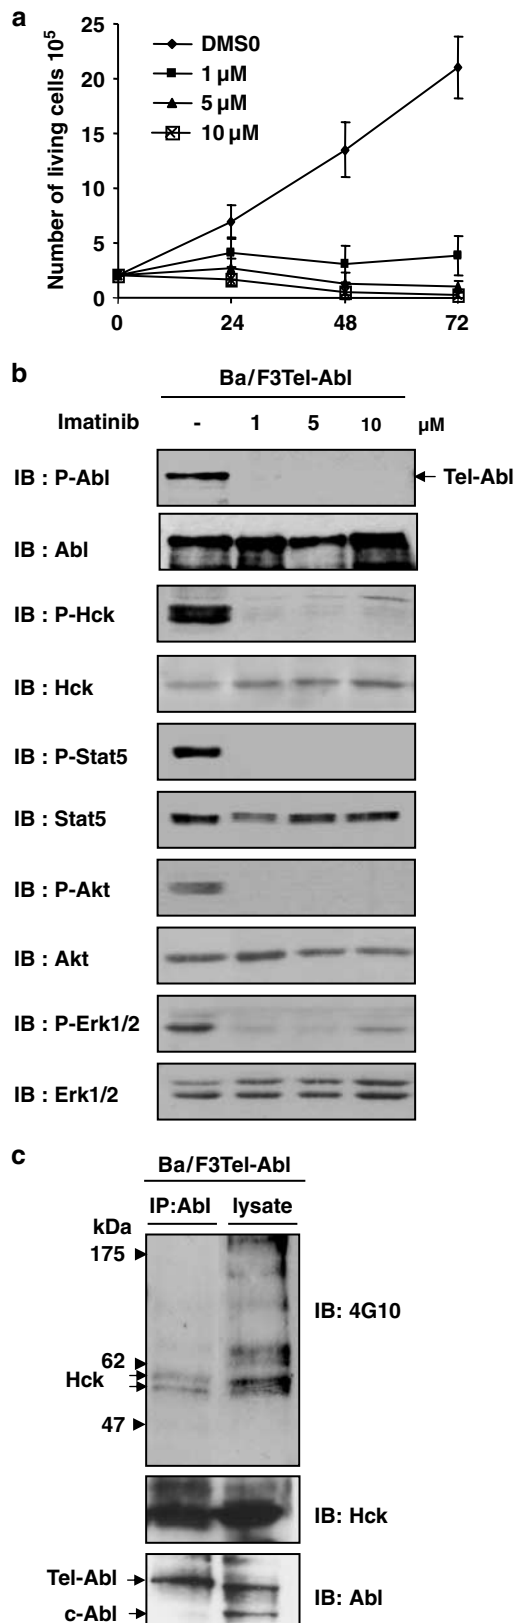 a
Number of living cells 10⁵
25
20
15
10
5
0
DMS0
1 µM
5 µM
10 µM
0 24 48 72
b
Ba/F3Tel-Abl
Imatinib - 1 5 10 µM
IB : P-Abl
Tel-Abl
IB : Abl
IB : P-Hck
IB : Hck
IB : P-Stat5
IB : Stat5
IB : P-Akt
IB : Akt
IB : P-Erk1/2
IB : Erk1/2
c
Ba/F3Tel-Abl
IP:Abl lysate
kDa
175
IB: 4G10
62
Hck
47
IB: Hck
Tel-Abl
IB: Abl
c-Abl